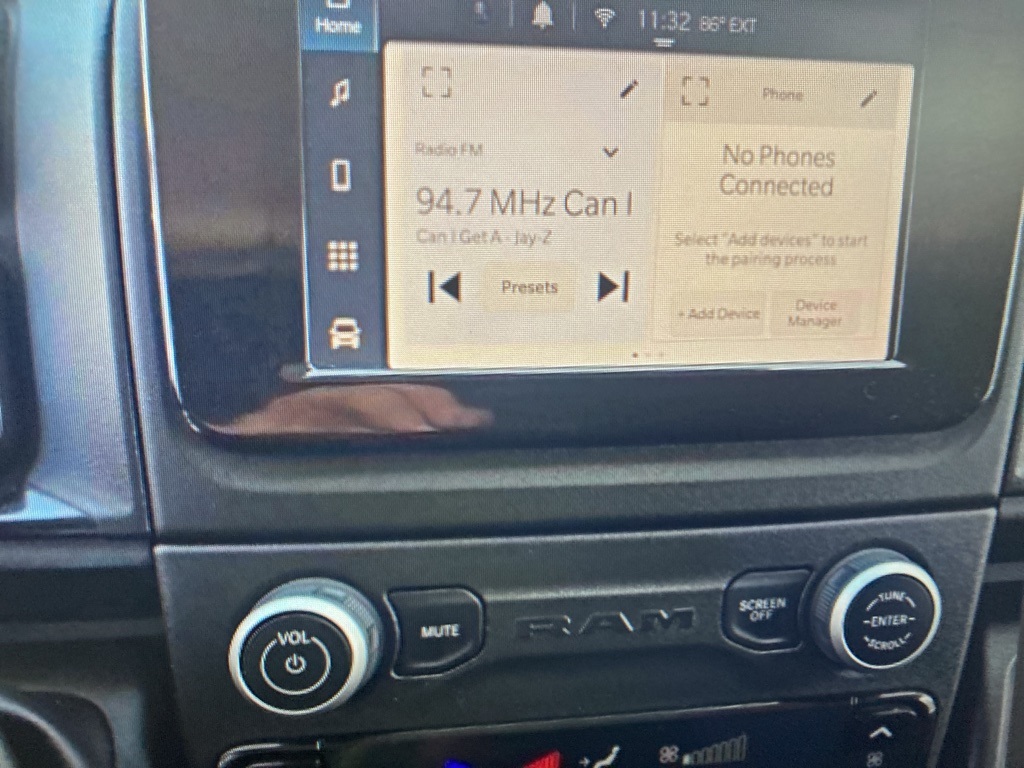 Home
11:32 86° EXT
Phone
Radio FM
94.7 MHz Can I
Can I Get A - Jay-Z
Presets
No Phones
Connected
Select "Add devices" to start
the pairing process
+ Add Device
Device
Manager
VOL
MUTE
RAM
SCREEN
OFF
TUNE
ENTER
SCROLL